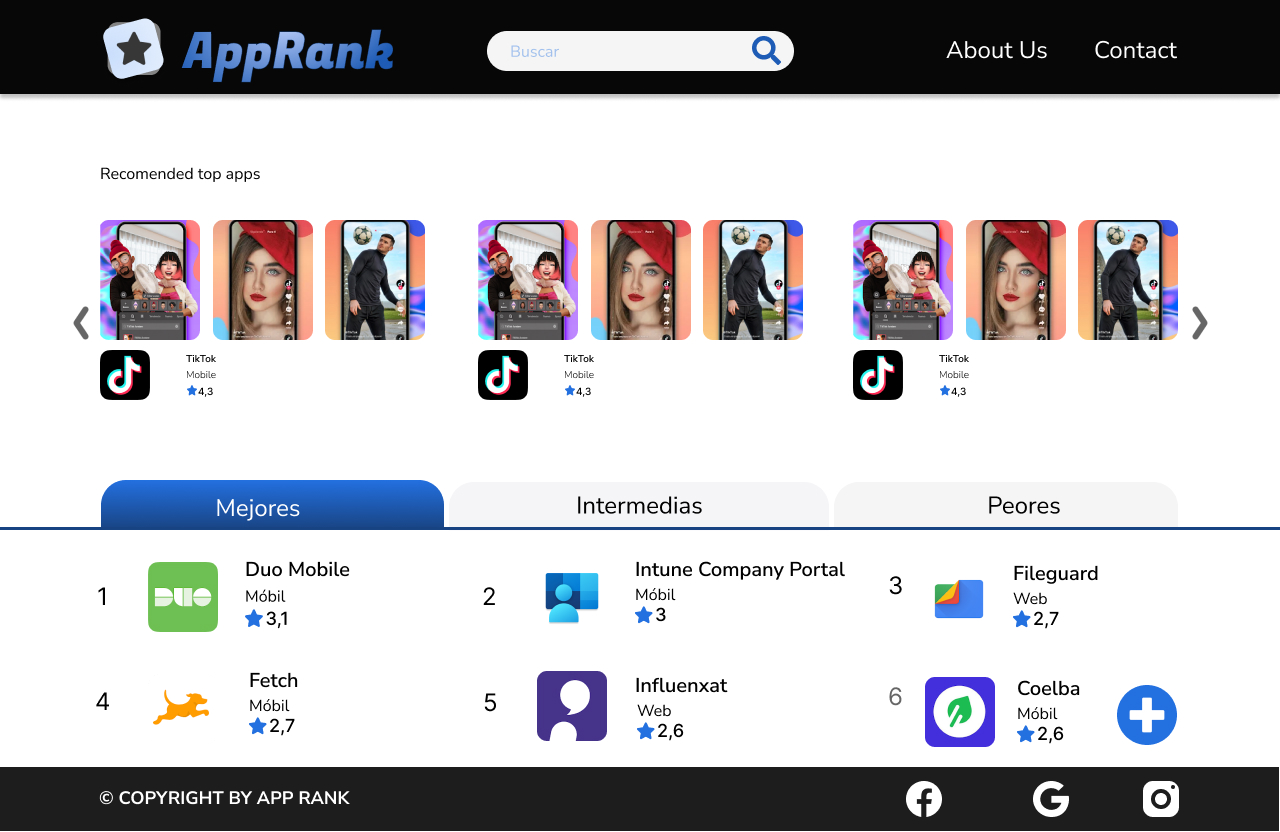 AppRank
Buscar
About Us
Contact
Recomended top apps
TikTok
Mobile
4,3
TikTok
Mobile
4,3
TikTok
Mobile
4,3
Mejores
Intermedias
Peores
1
Duo Mobile
Móbil
3,1
DUO
2
Intune Company Portal
Móbil
3
3
Fileguard
Web
2,7
4
Fetch
Móbil
2,7
5
Influenxat
Web
2,6
6
Coelba
Móbil
2,6
© COPYRIGHT BY APP RANK